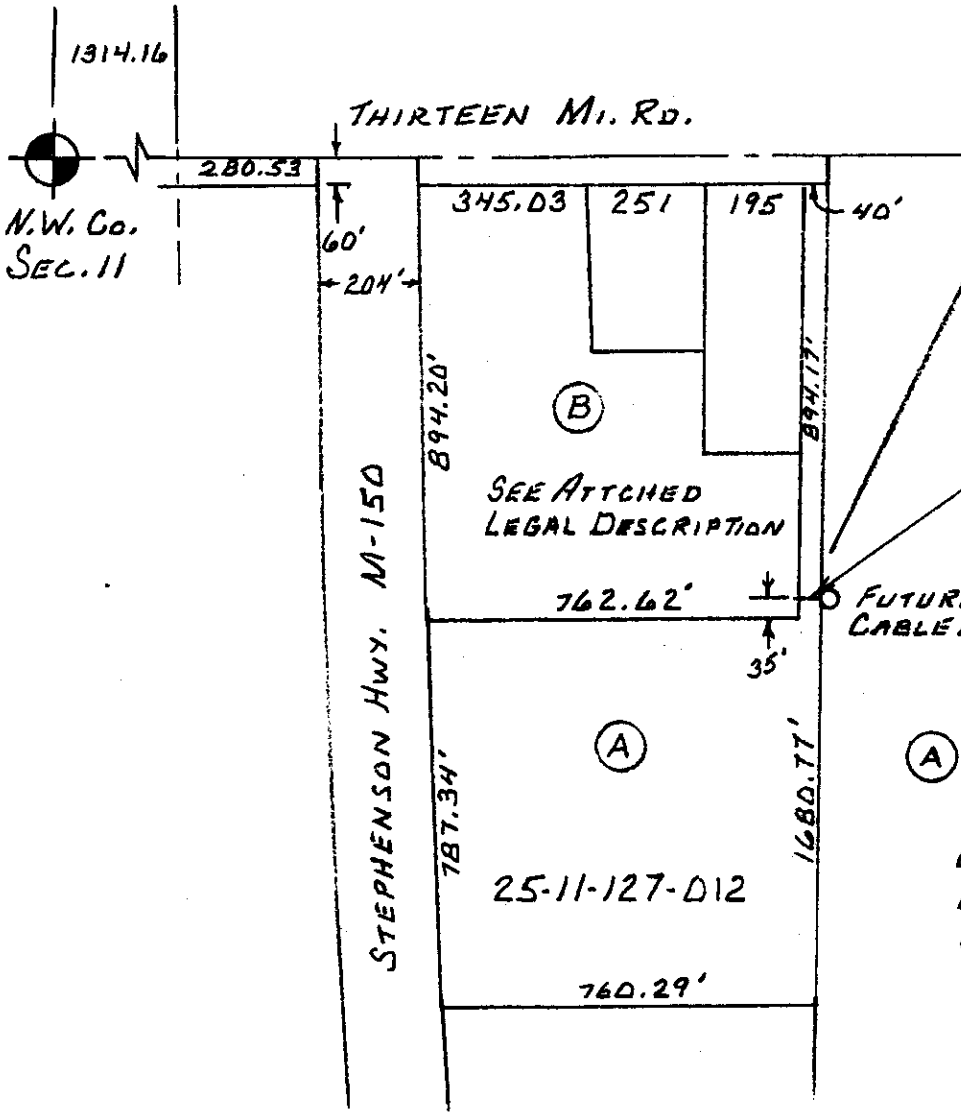 1314.16
THIRTEEN MI. RD.
280.53
N.W. Co.
SEC. 11
60'
204'
345.03
251
195
40'
894.20'
894.17'
B
SEE ATTCHED
LEGAL DESCRIPTION
STEPHENSON HWY. M-150
762.62'
35'
CABLE
A
A
787.34'
1680.77'
25-11-127-012
760.29'